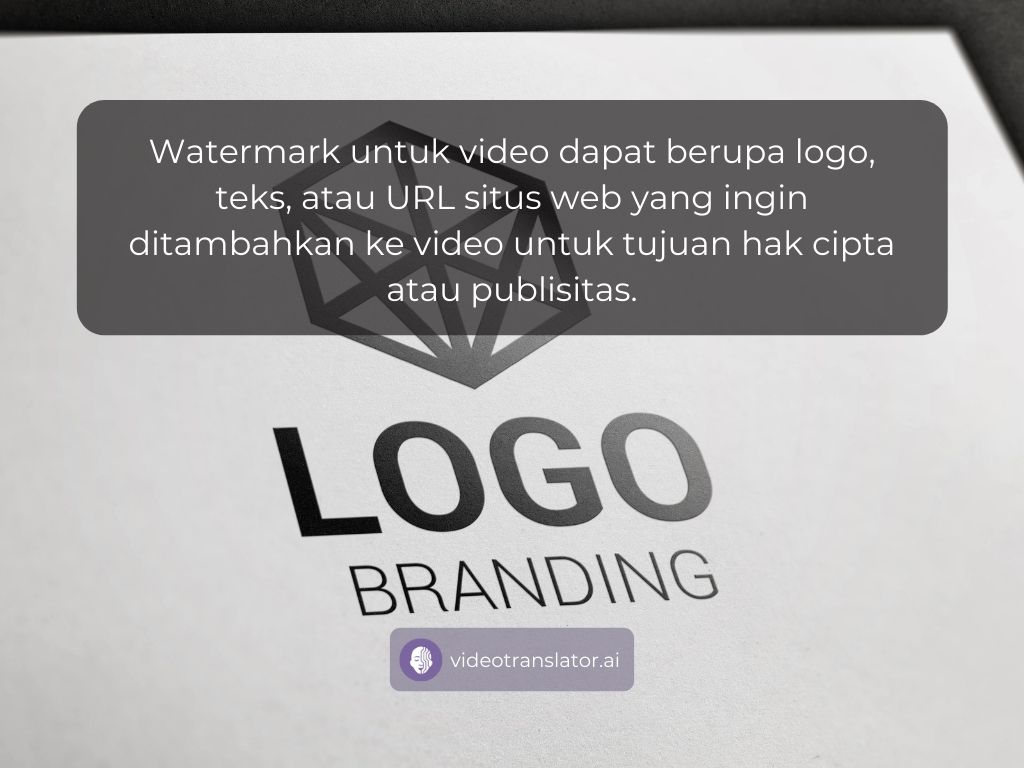 Watermark untuk video dapat berupa logo,
teks, atau URL situs web yang ingin
ditambahkan ke video untuk tujuan hak cipta
atau publisitas.
LOGO
BRANDING
videotranslator.ai